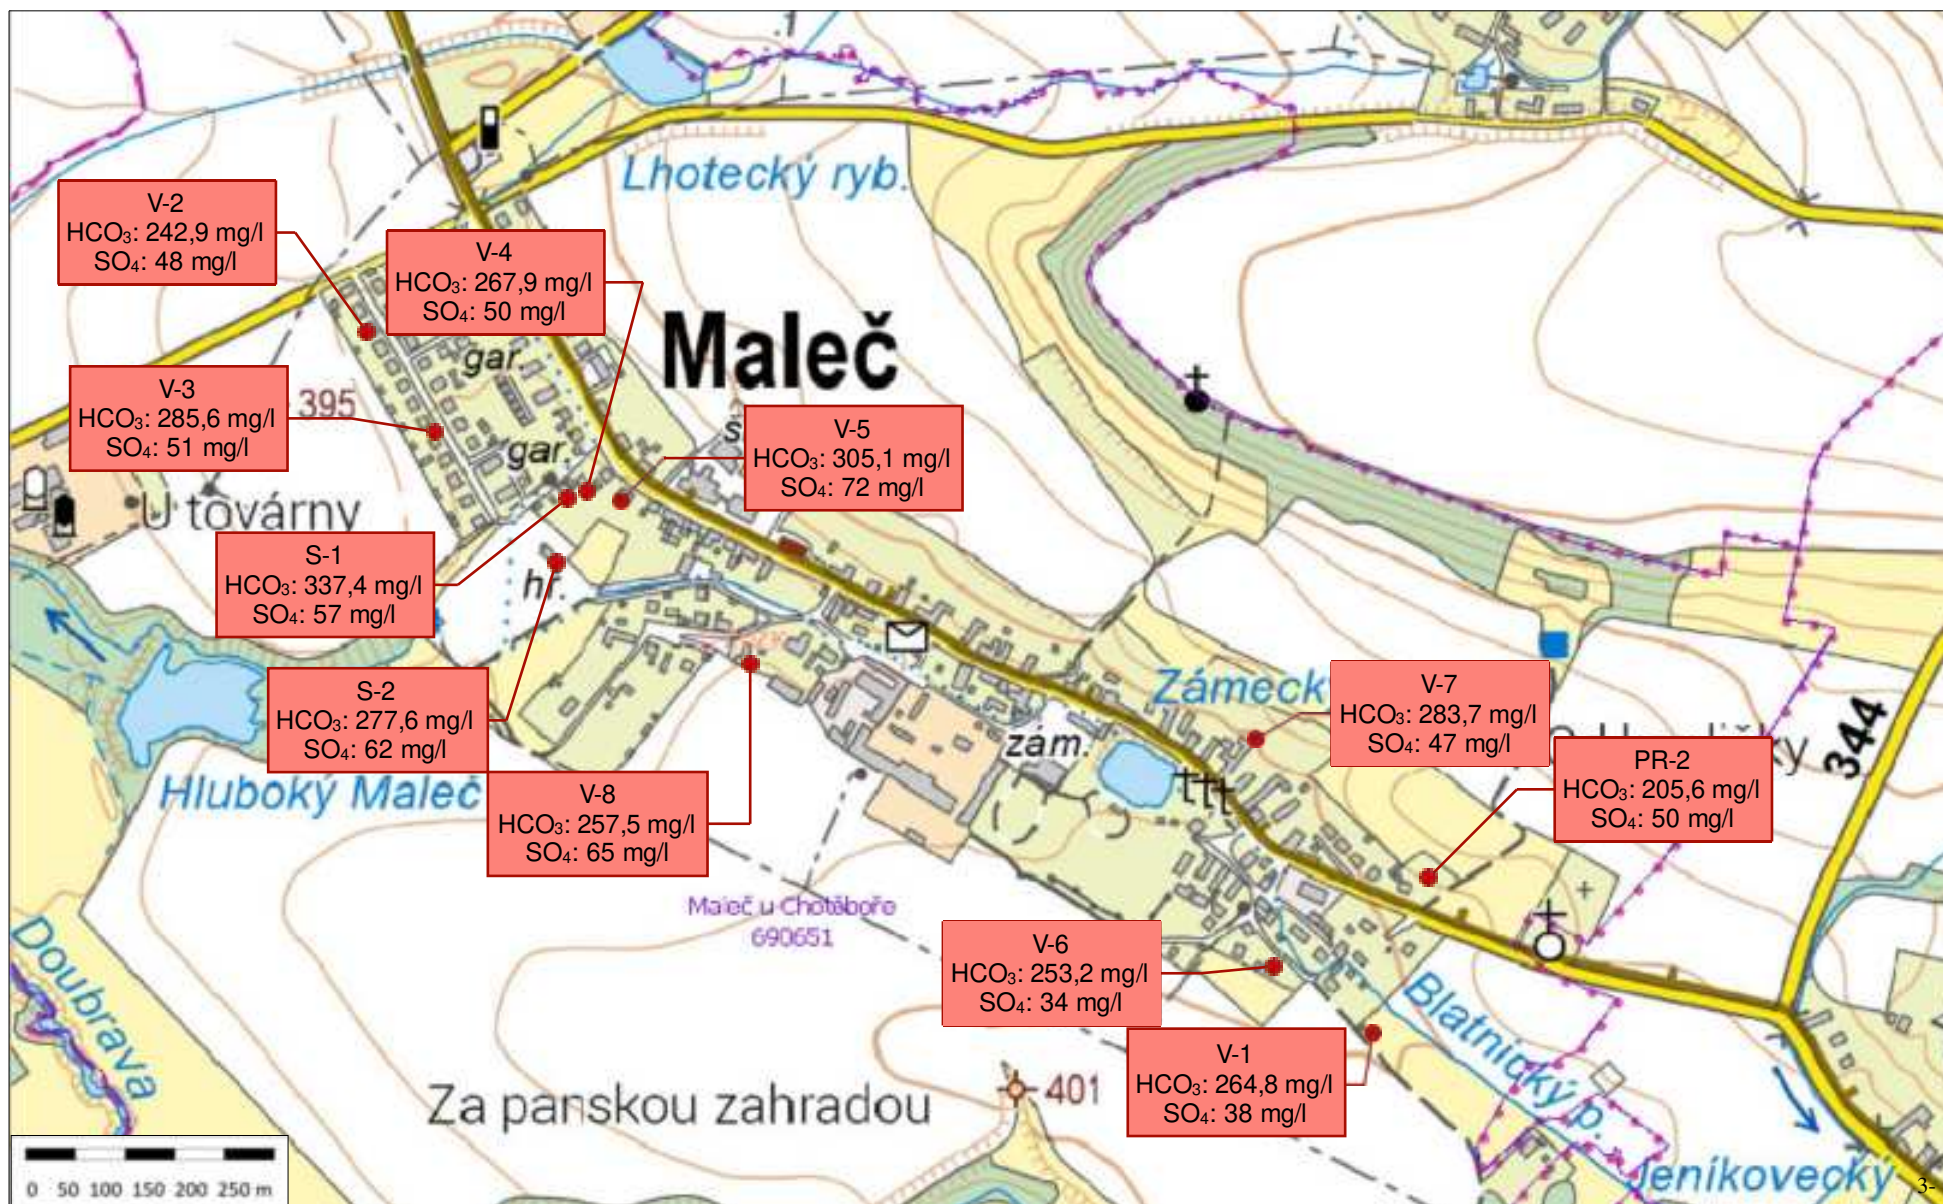 Lhotecký ryb.
V-2
HCO₃: 242,9 mg/l
SO₄: 48 mg/l
V-4
HCO₃: 267,9 mg/l
SO₄: 50 mg/l
Maleč
gar.
V-3
HCO₃: 285,6 mg/l
SO₄: 51 mg/l
395
gar.
V-5
HCO₃: 305,1 mg/l
SO₄: 72 mg/l
U továrny
S-1
HCO₃: 337,4 mg/l
SO₄: 57 mg/l
hř.
S-2
HCO₃: 277,6 mg/l
SO₄: 62 mg/l
Zámeck
V-7
HCO₃: 283,7 mg/l
SO₄: 47 mg/l
zám.
344
PR-2
HCO₃: 205,6 mg/l
SO₄: 50 mg/l
Hluboký Maleč
V-8
HCO₃: 257,5 mg/l
SO₄: 65 mg/l
Maleč u Chotěboře
690651
V-6
HCO₃: 253,2 mg/l
SO₄: 34 mg/l
Doubrava
Blatnický p.
V-1
HCO₃: 264,8 mg/l
SO₄: 38 mg/l
Za panskou zahradou
401
Jeníkovecký
0 50 100 150 200 250 m
3-